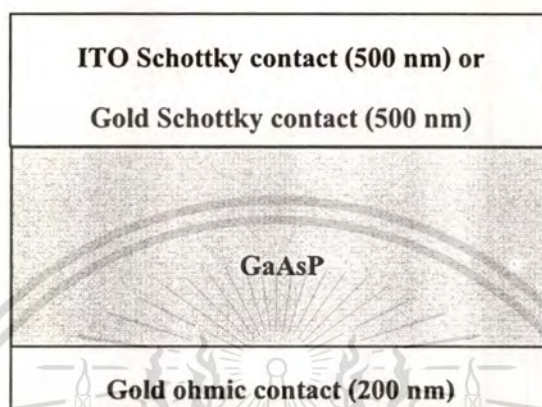 ITO Schottky contact (500 nm) or
Gold Schottky contact (500 nm)
GaAsP
Gold ohmic contact (200 nm)